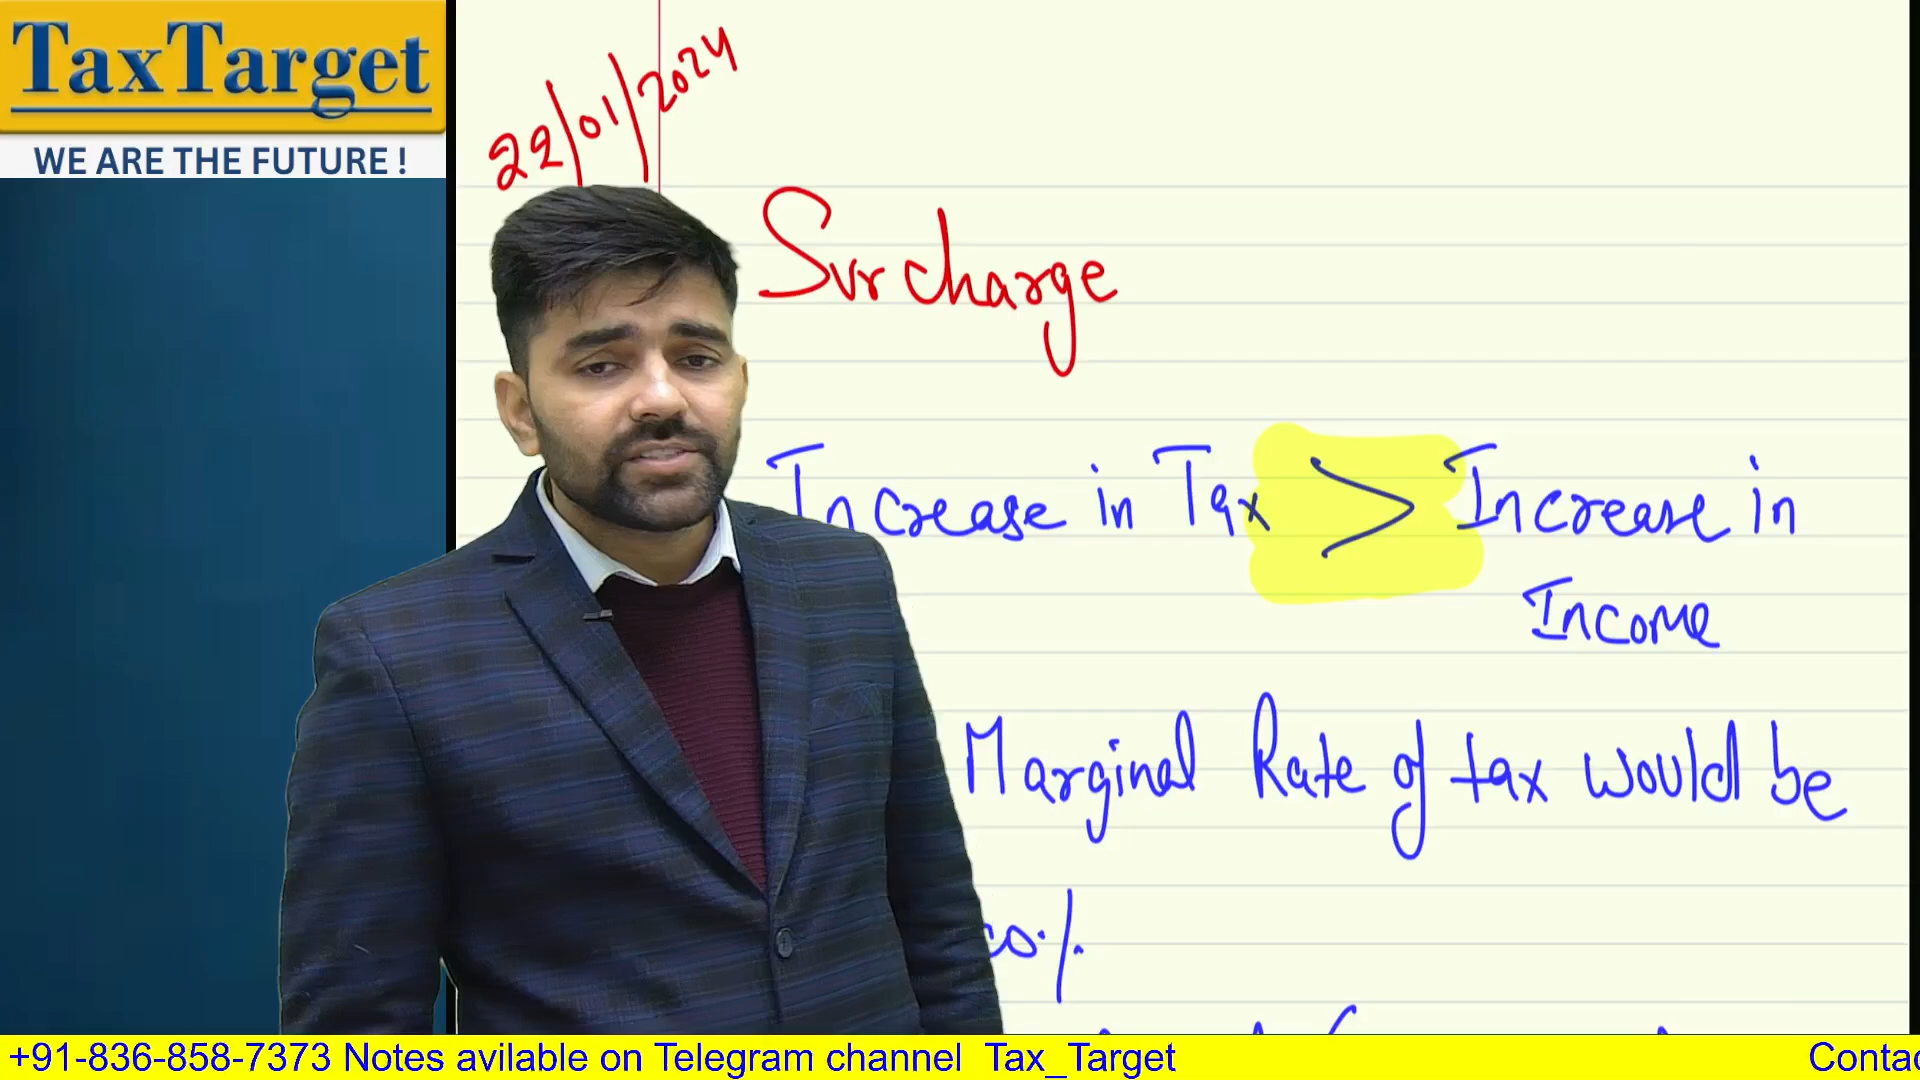 TaxTarget
WE ARE THE FUTURE !
22/01/2024
Surcharge
Increase in Tax > Increase in
Income
Marginal Rate of tax would be
+91-836-858-7373 Notes avilable on Telegram channel Tax_Target
Contac